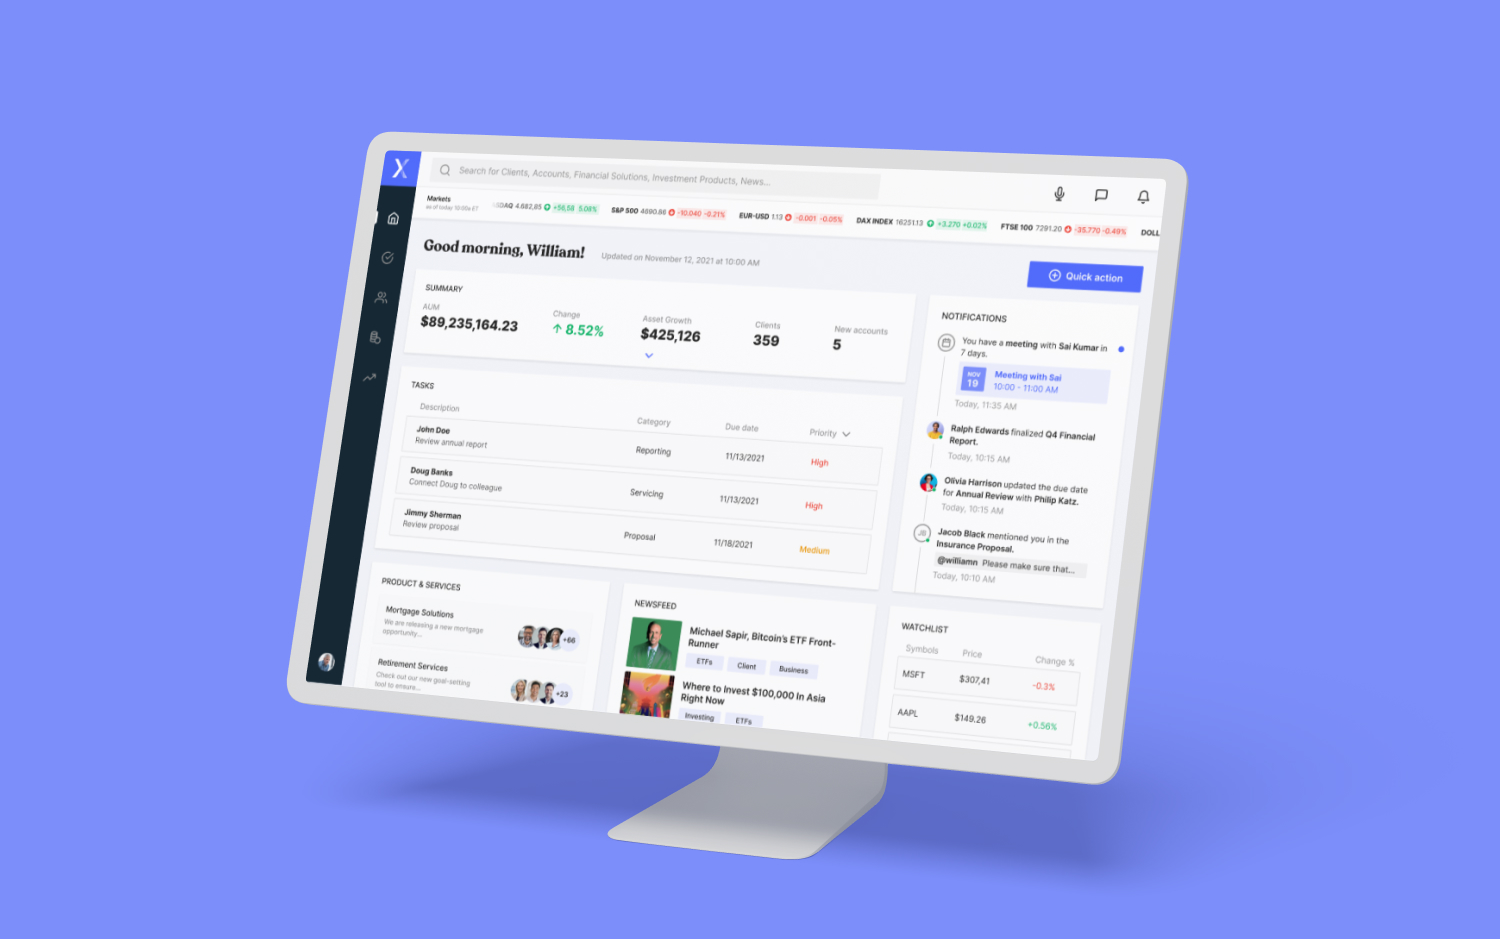 X
Search for Clients, Accounts, Financial Solutions, Investment Products, News...
Markets
as of today 10:00a ET
SDAQ 4.682,85 +56,58 5.08%
S&P 500 4690.86 -10.040 -0.21%
EUR-USD 1.13 -0.001 -0.05%
DAX INDEX 16251.13 +3.270 +0.02%
FTSE 100 7291.20 -35.770 -0.49%
DOLL
Good morning, William!
Updated on November 12, 2021 at 10:00 AM
Quick action
SUMMARY
AUM
$89,235,164.23
Change
8.52%
Asset Growth
$425,126
Clients
359
New accounts
5
TASKS
Description Category Due date Priority
John Doe
Review annual report
Reporting 11/13/2021 High
Doug Banks
Connect Doug to colleague
Servicing 11/13/2021 High
Jimmy Sherman
Review proposal
Proposal 11/18/2021 Medium
NOTIFICATIONS
You have a meeting with Sai Kumar in
7 days.
NOV
19
Meeting with Sai
10:00 - 11:00 AM
Today, 11:35 AM
Ralph Edwards finalized Q4 Financial
Report.
Today, 10:15 AM
Olivia Harrison updated the due date
for Annual Review with Philip Katz.
Today, 10:15 AM
JB
Jacob Black mentioned you in the
Insurance Proposal.
@williamn Please make sure that...
Today, 10:10 AM
PRODUCT & SERVICES
Mortgage Solutions
We are releasing a new mortgage
opportunity...
+66
Retirement Services
Check out our new goal-setting
tool to ensure...
+23
NEWSFEED
Michael Sapir, Bitcoin's ETF Front-
Runner
ETFs Client Business
Where to Invest $100,000 In Asia
Right Now
Investing ETFs
WATCHLIST
Symbols Price Change %
MSFT $307,41 -0.3%
AAPL $149.26 +0.56%